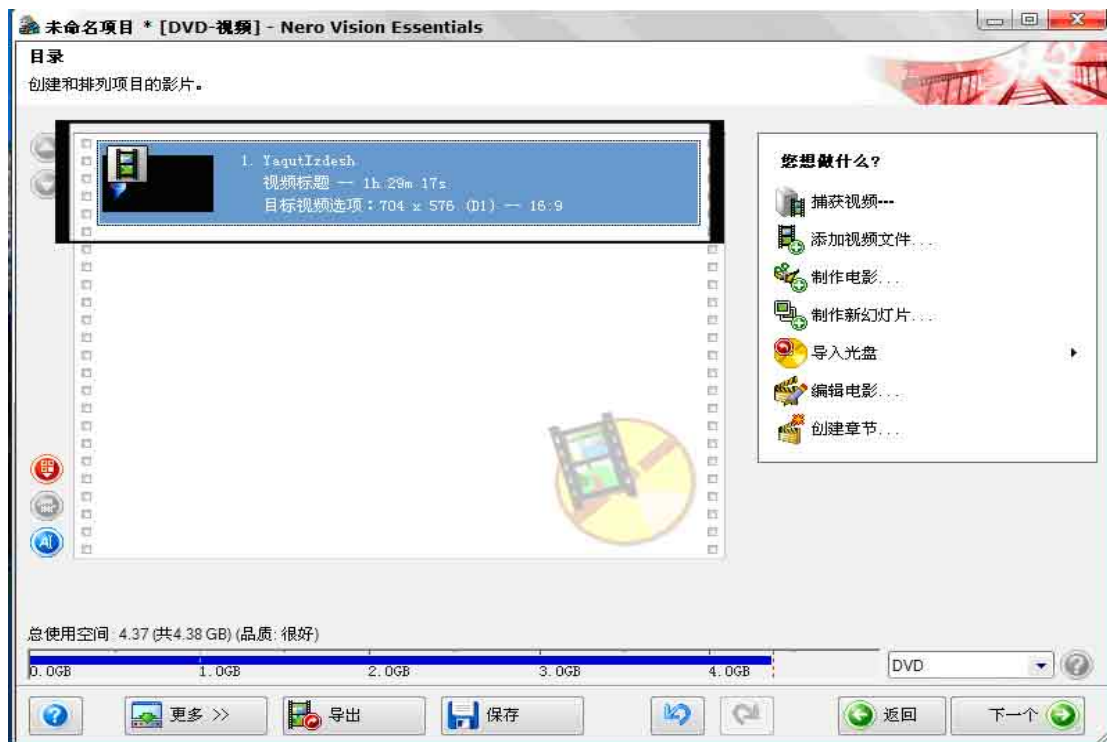 未命名项目 * [DVD-视频] - Nero Vision Essentials
目录
创建和排列项目的影片。
1. YaqutIzdesh
视频标题 — 1h 29m 17s
目标视频选项：704 x 576 (D1) — 16:9
您想做什么？
捕获视频---
添加视频文件...
制作电影...
制作新幻灯片...
导入光盘
编辑电影...
创建章节...
总使用空间: 4.37 (共4.38 GB) (品质: 很好)
0.0GB 1.0GB 2.0GB 3.0GB 4.0GB
DVD
更多 >>
导出
保存
返回
下一个